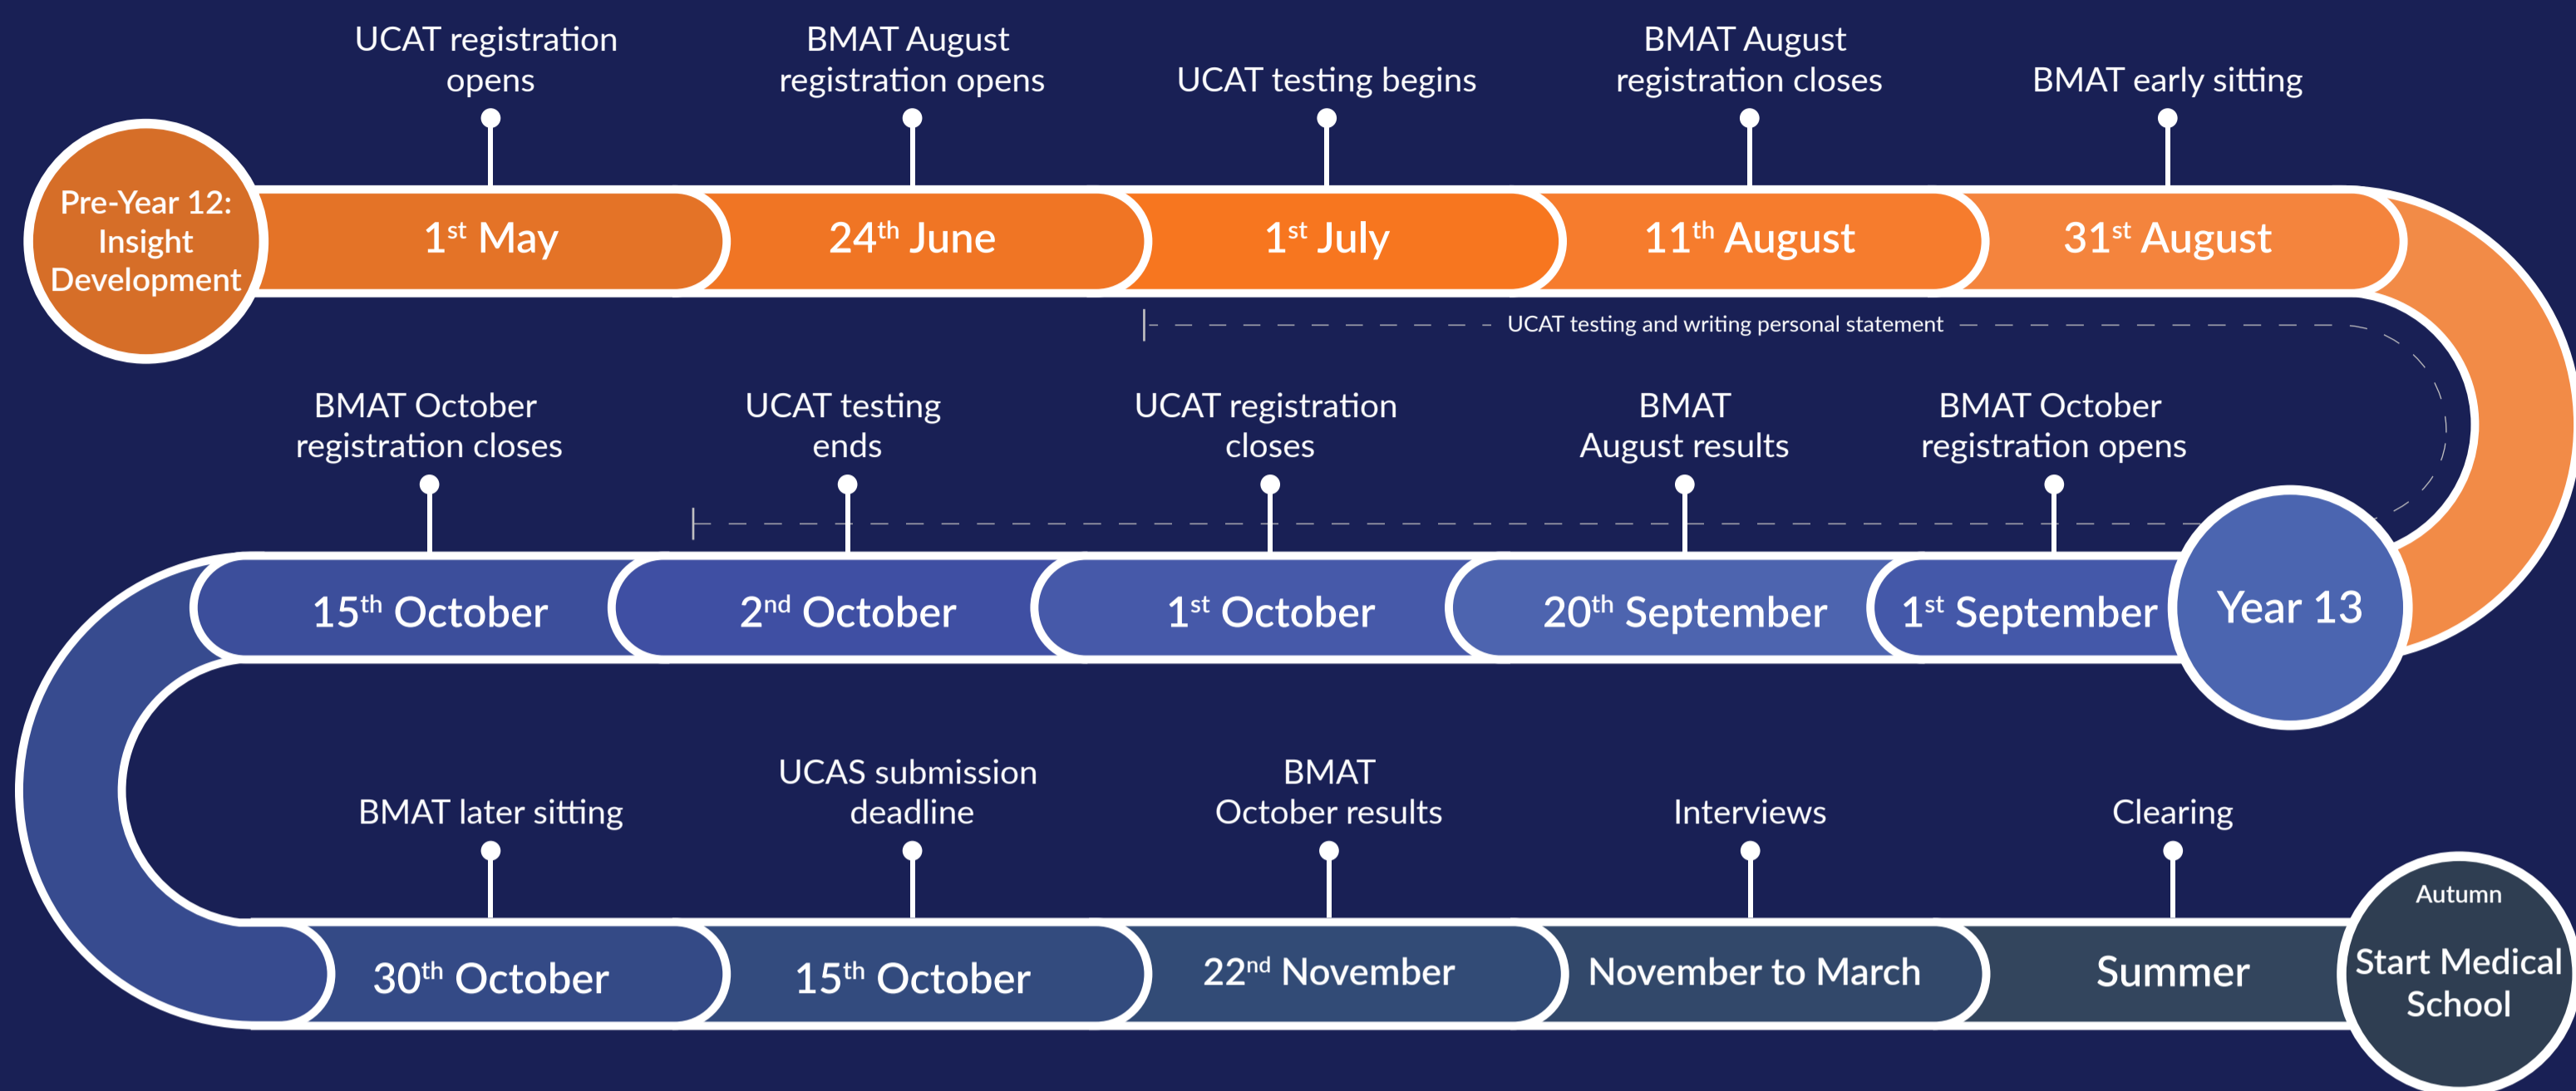 UCAT registration
opens
BMAT August
registration opens
UCAT testing begins
BMAT August
registration closes
BMAT early sitting
Pre-Year 12:
Insight
Development
1st May
24th June
1st July
11th August
31st August
UCAT testing and writing personal statement
BMAT October
registration closes
UCAT testing
ends
UCAT registration
closes
BMAT
August results
BMAT October
registration opens
15th October
2nd October
1st October
20th September
1st September
Year 13
BMAT later sitting
UCAS submission
deadline
BMAT
October results
Interviews
Clearing
30th October
15th October
22nd November
November to March
Summer
Autumn
Start Medical
School